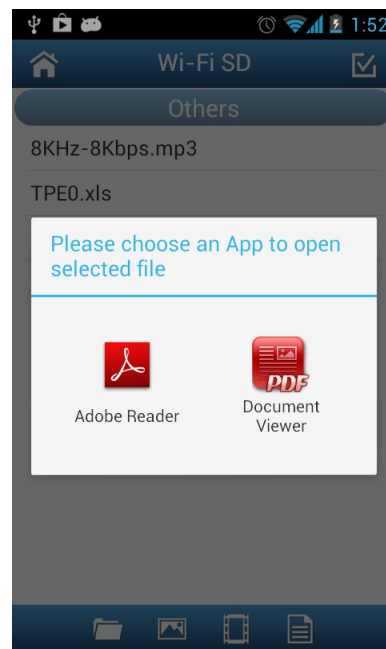 1:52
Wi-Fi SD
Others
8KHz-8Kbps.mp3
TPE0.xls
Please choose an App to open
selected file
PDF
Adobe Reader
Document
Viewer